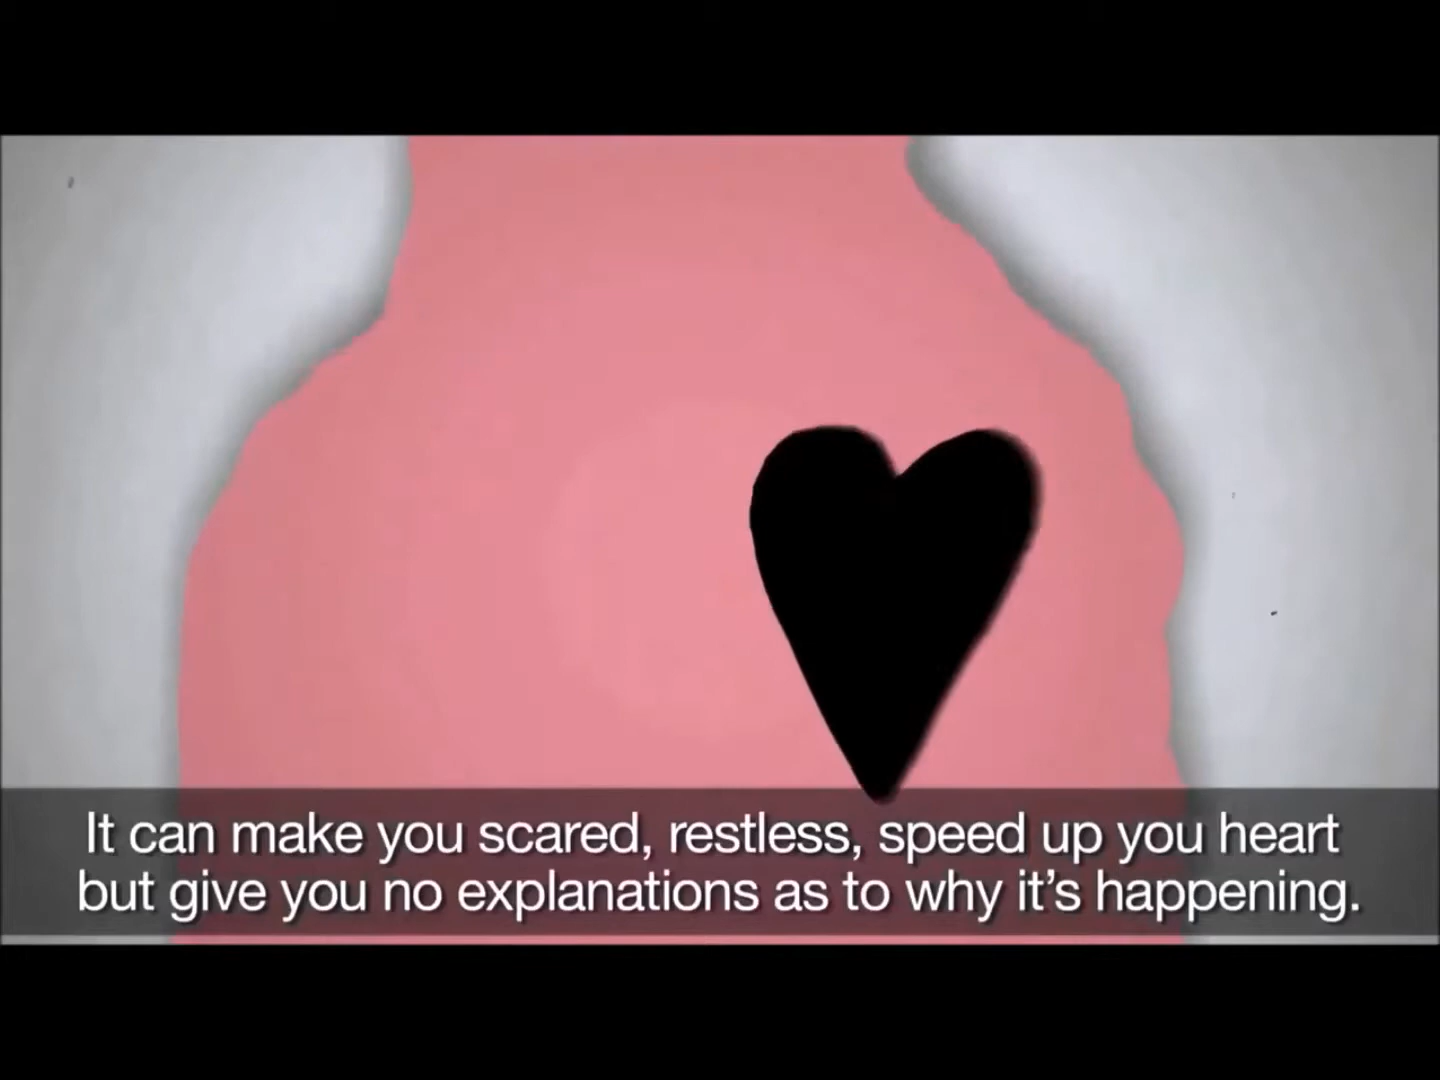 It can make you scared, restless, speed up you heart
but give you no explanations as to why it’s happening.